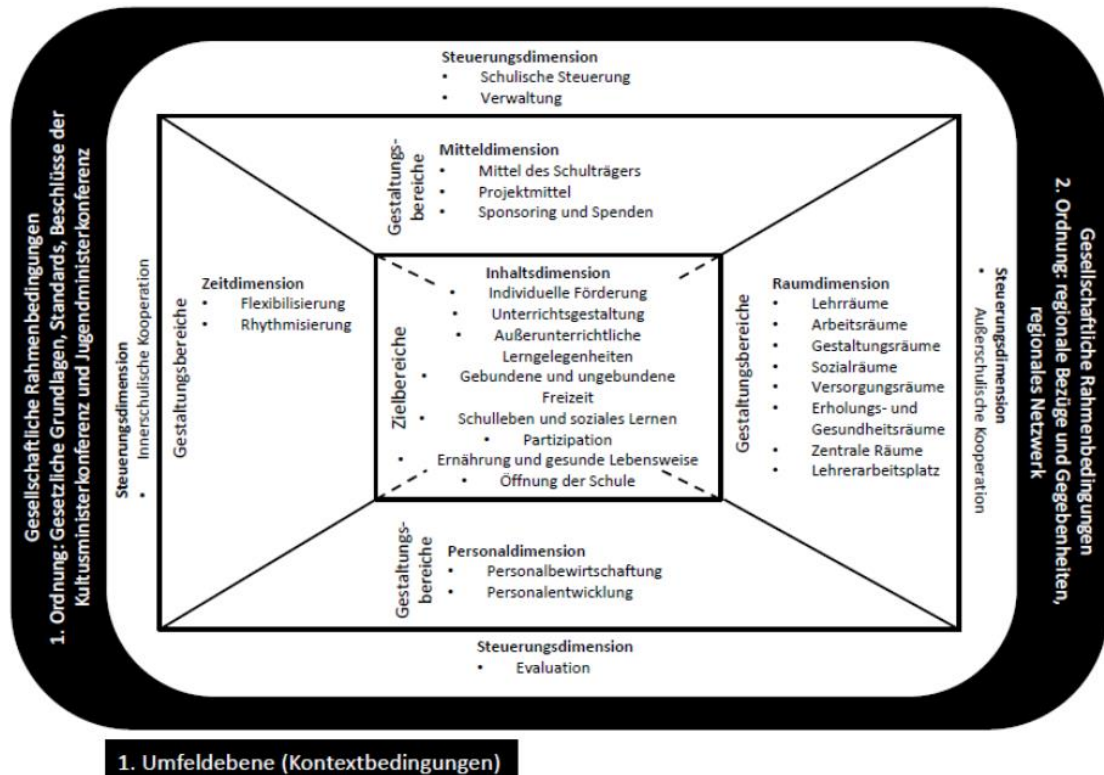 Steuerungsdimension
• Schulische Steuerung
• Verwaltung
Gesellschaftliche Rahmenbedingungen
1. Ordnung: Gesetzliche Grundlagen, Standards, Beschlüsse der
Kultusministerkonferenz und Jugendministerkonferenz
Steuerungsdimension
• Innerschulische Kooperation
Gestaltungs-
bereiche
Mitteldimension
• Mittel des Schulträgers
• Projektmittel
• Sponsoring und Spenden
Gestaltungsbereiche
Zeitdimension
• Flexibilisierung
• Rhythmisierung
Zielbereiche
Inhaltsdimension
• Individuelle Förderung
• Unterrichtsgestaltung
• Außerunterrichtliche
Lerngelegenheiten
• Gebundene und ungebundene
Freizeit
• Schulleben und soziales Lernen
• Partizipation
• Ernährung und gesunde Lebensweise
• Öffnung der Schule
Gestaltungsbereiche
Raumdimension
• Lehrräume
• Arbeitsräume
• Gestaltungsräume
• Sozialräume
• Versorgungsräume
• Erholungs- und
Gesundheitsräume
• Zentrale Räume
• Lehrerarbeitsplatz
Gestaltungs-
bereiche
Personaldimension
• Personalbewirtschaftung
• Personalentwicklung
Steuerungsdimension
• Außerschulische Kooperation
Gesellschaftliche Rahmenbedingungen
2. Ordnung: regionale Bezüge und Gegebenheiten,
regionales Netzwerk
Steuerungsdimension
• Evaluation
1. Umfeldebene (Kontextbedingungen)